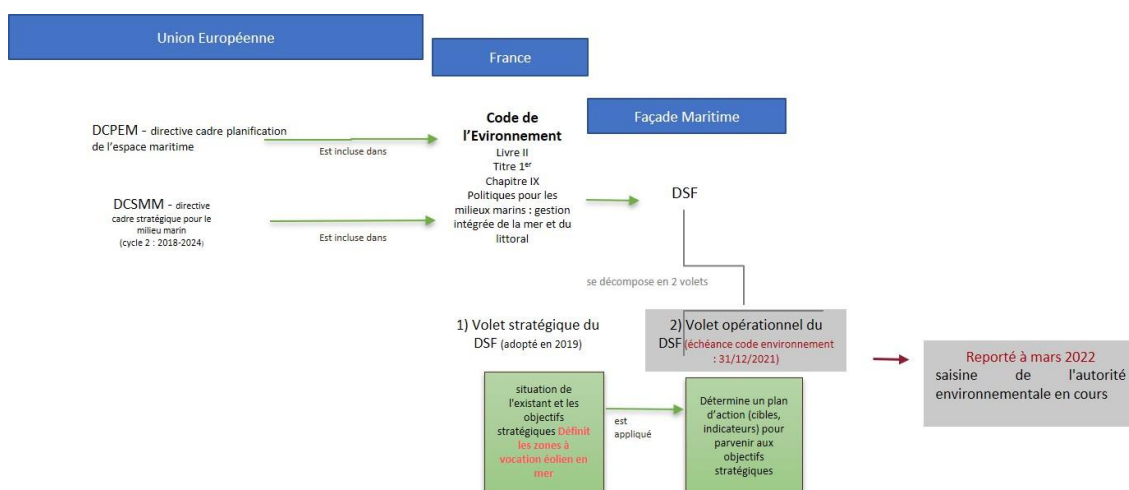 Union Européenne
France
Façade Maritime
DCPEM - directive cadre planification
de l'espace maritime
Est incluse dans
Code de
l'Evironnement
Livre II
Titre 1er
Chapitre IX
Politiques pour les
milieux marins : gestion
intégrée de la mer et du
littoral
DCSMM - directive
cadre stratégique pour le
milieu marin
(cycle 2 : 2018-2024)
Est incluse dans
DSF
se décompose en 2 volets
1) Volet stratégique du
DSF (adopté en 2019)
2) Volet opérationnel du
DSF (échéance code environnement
: 31/12/2021)
Reporté à mars 2022
saisine de l'autorité
environnementale en cours
situation de
l'existant et les
objectifs
stratégiques Définit
les zones à
vocation éolien en
mer
est
appliqué
Détermine un plan
d'action (cibles,
indicateurs) pour
parvenir aux
objectifs
stratégiques